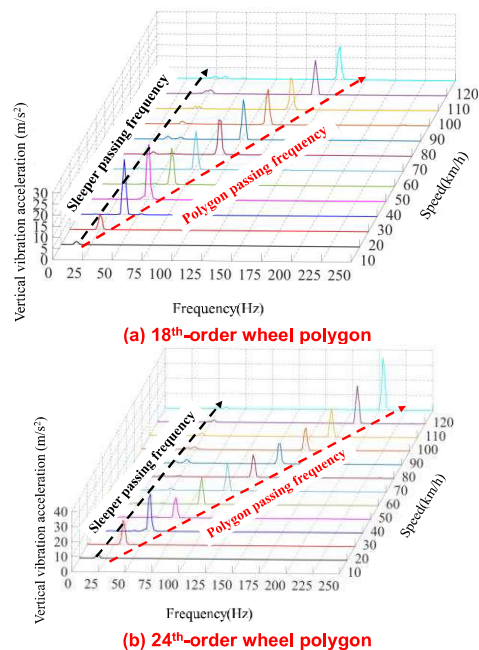 Vertical vibration acceleration (m/s²)
30
25
20
15
10
5
0
Sleeper passing frequency
Polygon passing frequency
120
110
100
90
80
70
60
40
30
20
10
Speed(km/h)
0 25 50 75 100 125 150 175 200 225 250
Frequency(Hz)
(a) 18th-order wheel polygon
Vertical vibration acceleration (m/s²)
40
30
20
10
0
Sleeper passing frequency
Polygon passing frequency
120
110
100
90
80
70
60
40
30
20
10
Speed(km/h)
0 25 50 75 100 125 150 175 200 225 250
Frequency(Hz)
(b) 24th-order wheel polygon